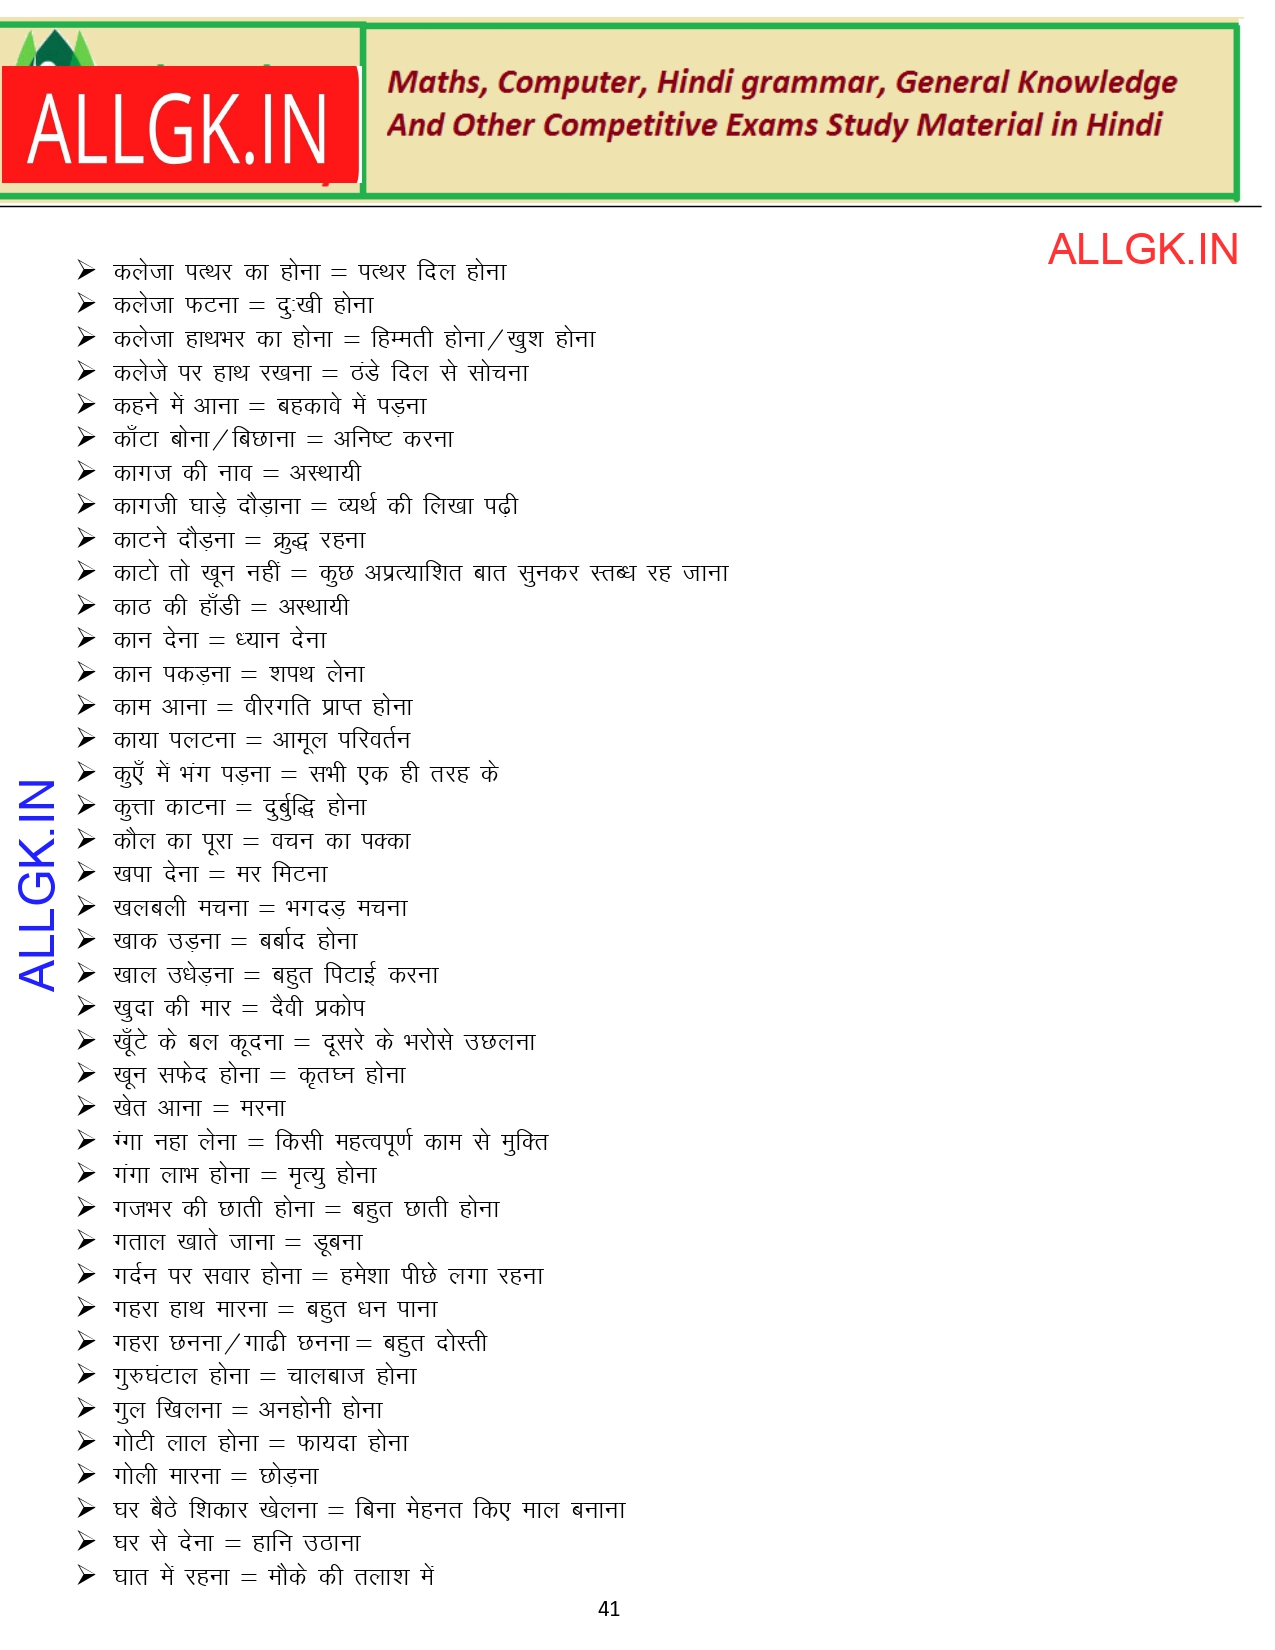 ALLGK.IN
Maths, Computer, Hindi grammar, General Knowledge
And Other Competitive Exams Study Material in Hindi
ALLGK.IN
कलेजा पत्थर का होना = पत्थर दिल होना
कलेजा फटना = दुःखी होना
कलेजा हाथभर का होना = हिम्मती होना/खुश होना
कलेजे पर हाथ रखना = ठंडे दिल से सोचना
कहने में आना = बहकावे में पड़ना
काँटा बोना/बिछाना = अनिष्ट करना
कागज की नाव = अस्थायी
कागजी घाड़े दौड़ाना = व्यर्थ की लिखा पढ़ी
काटने दौड़ना = क्रुद्ध रहना
काटो तो खून नहीं = कुछ अप्रत्याशित बात सुनकर स्तब्ध रह जाना
काठ की हाँडी = अस्थायी
कान देना = ध्यान देना
कान पकड़ना = शपथ लेना
काम आना = वीरगति प्राप्त होना
काया पलटना = आमूल परिवर्तन
कुएँ में भंग पड़ना = सभी एक ही तरह के
कुत्ता काटना = दुर्बुद्धि होना
कौल का पूरा = वचन का पक्का
खपा देना = मर मिटना
खलबली मचना = भगदड़ मचना
खाक उड़ना = बर्बाद होना
खाल उधेड़ना = बहुत पिटाई करना
खुदा की मार = दैवी प्रकोप
खूँटे के बल कूदना = दूसरे के भरोसे उछलना
खून सफेद होना = कृतघ्न होना
खेत आना = मरना
ग्ंगा नहा लेना = किसी महत्वपूर्ण काम से मुक्ति
गंगा लाभ होना = मृत्यु होना
गजभर की छाती होना = बहुत छाती होना
गताल खाते जाना = डूबना
गर्दन पर सवार होना = हमेशा पीछे लगा रहना
गहरा हाथ मारना = बहुत धन पाना
गहरा छनना/गाढी छनना = बहुत दोस्ती
गुरुघंटाल होना = चालबाज होना
गुल खिलना = अनहोनी होना
गोटी लाल होना = फायदा होना
गोली मारना = छोड़ना
घर बैठे शिकार खेलना = बिना मेहनत किए माल बनाना
घर से देना = हानि उठाना
घात में रहना = मौके की तलाश में
ALLGK.IN
41